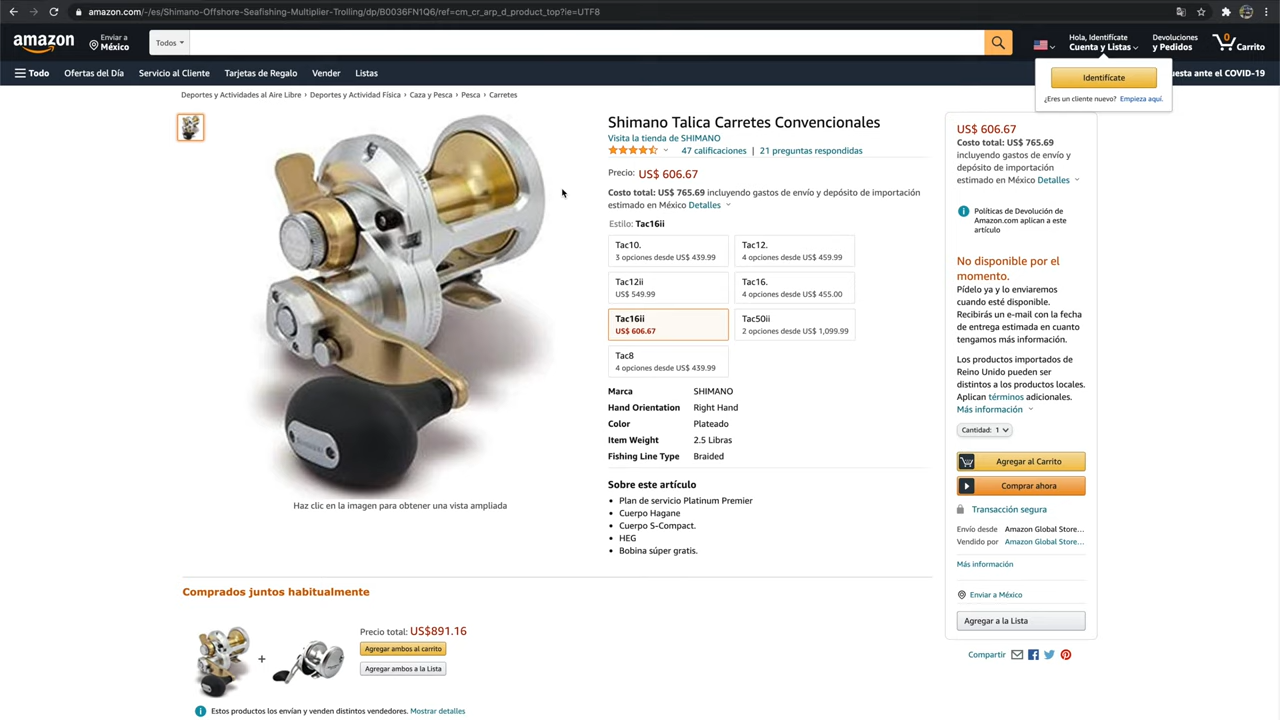 amazon.com/-/es/Shimano-Offshore-Seafishing-Multiplier-Trolling/dp/B0036FN1Q6/ref=cm_cr_arp_d_product_top?ie=UTF8
amazon
Enviar a
México
Todos
Hola, Identifícate
Cuenta y Listas
Devoluciones
y Pedidos
0
Carrito
Todo
Ofertas del Día
Servicio al Cliente
Tarjetas de Regalo
Vender
Listas
uesta ante el COVID-19
Identifícate
¿Eres un cliente nuevo? Empieza aquí.
Deportes y Actividades al Aire Libre › Deportes y Actividad Física › Caza y Pesca › Pesca › Carretes
Shimano Talica Carretes Convencionales
Visita la tienda de SHIMANO
47 calificaciones | 21 preguntas respondidas
Precio: US$ 606.67
Costo total: US$ 765.69 incluyendo gastos de envío y depósito de importación
estimado en México Detalles
Estilo: Tac16ii
Tac10.
3 opciones desde US$ 439.99
Tac12.
4 opciones desde US$ 459.99
Tac12ii
US$ 549.99
Tac16.
4 opciones desde US$ 455.00
Tac16ii
US$ 606.67
Tac50ii
2 opciones desde US$ 1,099.99
Tac8
4 opciones desde US$ 439.99
Marca SHIMANO
Hand Orientation Right Hand
Color Plateado
Item Weight 2.5 Libras
Fishing Line Type Braided
Sobre este artículo
• Plan de servicio Platinum Premier
• Cuerpo Hagane
• Cuerpo S-Compact.
• HEG
• Bobina súper gratis.
Haz clic en la imagen para obtener una vista ampliada
US$ 606.67
Costo total: US$ 765.69
incluyendo gastos de envío y
depósito de importación
estimado en México Detalles
Políticas de Devolución de
Amazon.com aplican a este
artículo
No disponible por el
momento.
Pídelo ya y lo enviaremos
cuando esté disponible.
Recibirás un e-mail con la fecha
de entrega estimada en cuanto
tengamos más información.
Los productos importados de
Reino Unido pueden ser
distintos a los productos locales.
Aplican términos adicionales.
Más información
Cantidad: 1
Agregar al Carrito
Comprar ahora
Transacción segura
Envío desde Amazon Global Store...
Vendido por Amazon Global Store...
Más información
Enviar a México
Agregar a la Lista
Compartir
Comprados juntos habitualmente
+
Precio total: US$891.16
Agregar ambos al carrito
Agregar ambos a la Lista
Estos productos los envían y venden distintos vendedores. Mostrar detalles